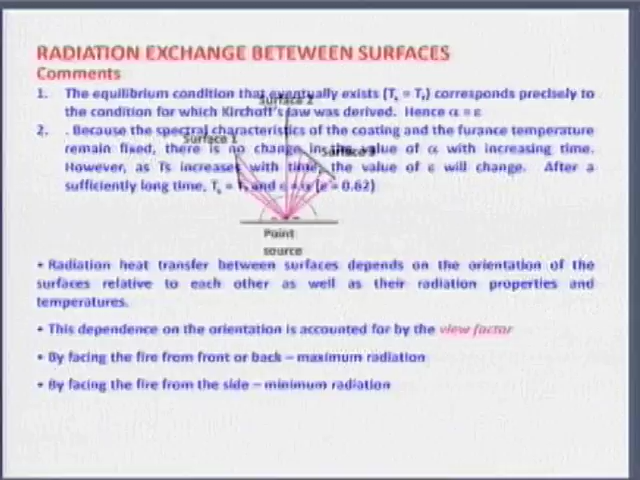 RADIATION EXCHANGE BETEWEEN SURFACES
Comments
1. The equilibrium condition that eventually exists (Ts = Tf) corresponds precisely to
Surface 2
the condition for which Kirchoff's law was derived. Hence α = ε
2. . Because the spectral characteristics of the coating and the furance temperature
Surface 1
remain fixed, there is no change in the value of α with increasing time.
Surface 3
However, as Ts increases with time, the value of ε will change. After a
sufficiently long time, Ts = Tf and ε = α (ε = 0.62)
Point
source
• Radiation heat transfer between surfaces depends on the orientation of the
surfaces relative to each other as well as their radiation properties and
temperatures.
• This dependence on the orientation is accounted for by the view factor
• By facing the fire from front or back – maximum radiation
• By facing the fire from the side – minimum radiation